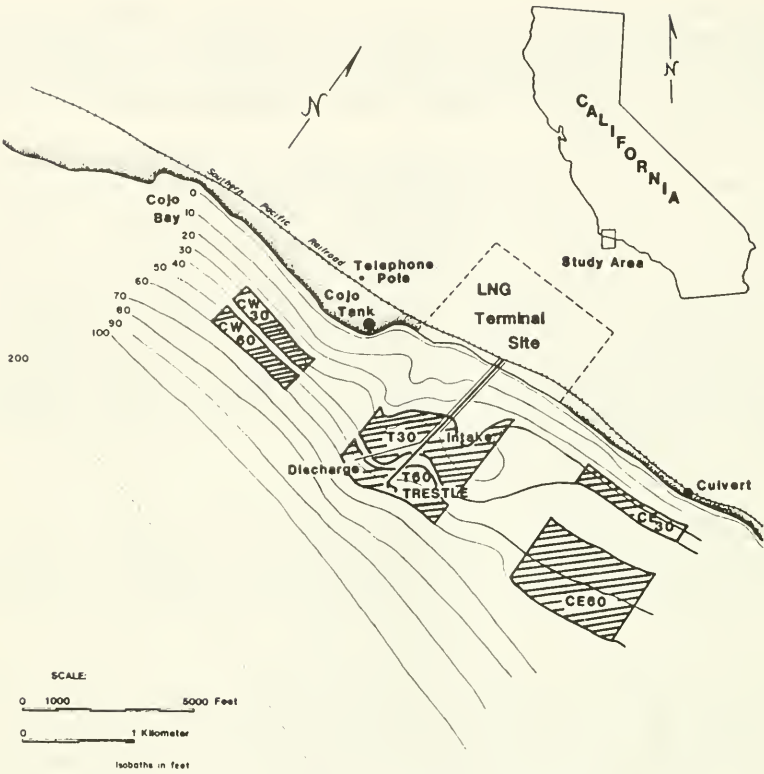 N
N
CALIFORNIA
Study Area
Southern Pacific Railroad
Cojo
Bay
0
10
20
30
40
50
60
70
80
90
100
200
Telephone
Pole
Cojo
Tank
LNG
Terminal
Site
CW
30
CW
60
T30
Intake
Discharge
T60
TRESTLE
Culvert
CE
30
CE60
SCALE:
0 1000 5000 Feet
0 1 Kilometer
Isobaths in feet